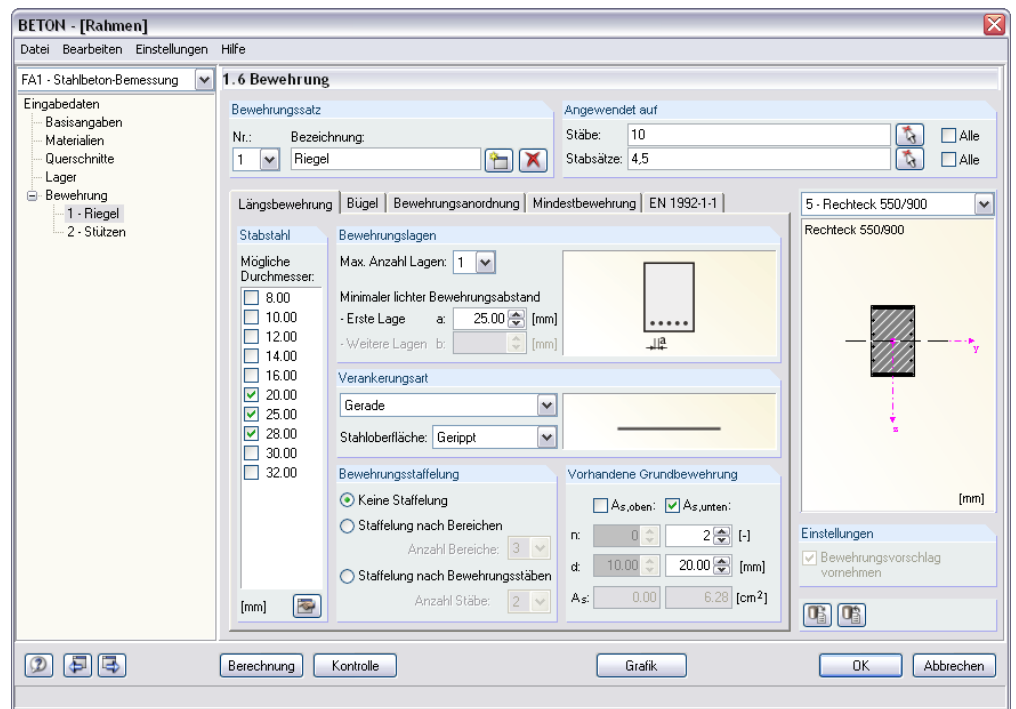 BETON - [Rahmen]
Datei Bearbeiten Einstellungen Hilfe
FA1 - Stahlbeton-Bemessung
Eingabedaten
Basisangaben
Materialien
Querschnitte
Lager
Bewehrung
1 - Riegel
2 - Stützen
1.6 Bewehrung
Bewehrungssatz
Nr.: Bezeichnung:
1 Riegel
Angewendet auf
Stäbe: 10 Alle
Stabsätze: 4,5 Alle
Längsbewehrung Bügel Bewehrungsanordnung Mindestbewehrung EN 1992-1-1
Stabstahl
Mögliche
Durchmesser:
8.00
10.00
12.00
14.00
16.00
20.00
25.00
28.00
30.00
32.00
[mm]
Bewehrungslagen
Max. Anzahl Lagen: 1
Minimaler lichter Bewehrungsabstand
- Erste Lage a: 25.00 [mm]
- Weitere Lagen b: [mm]
a
Verankerungsart
Gerade
Stahloberfläche: Gerippt
Bewehrungsstaffelung
Keine Staffelung
Staffelung nach Bereichen
Anzahl Bereiche: 3
Staffelung nach Bewehrungsstäben
Anzahl Stäbe: 2
Vorhandene Grundbewehrung
As,oben: As,unten:
n: 0 2 [-]
d: 10.00 20.00 [mm]
As: 0.00 6.28 [cm²]
5 - Rechteck 550/900
Rechteck 550/900
y
z
[mm]
Einstellungen
Bewehrungsvorschlag
vornehmen
Berechnung Kontrolle Grafik OK Abbrechen